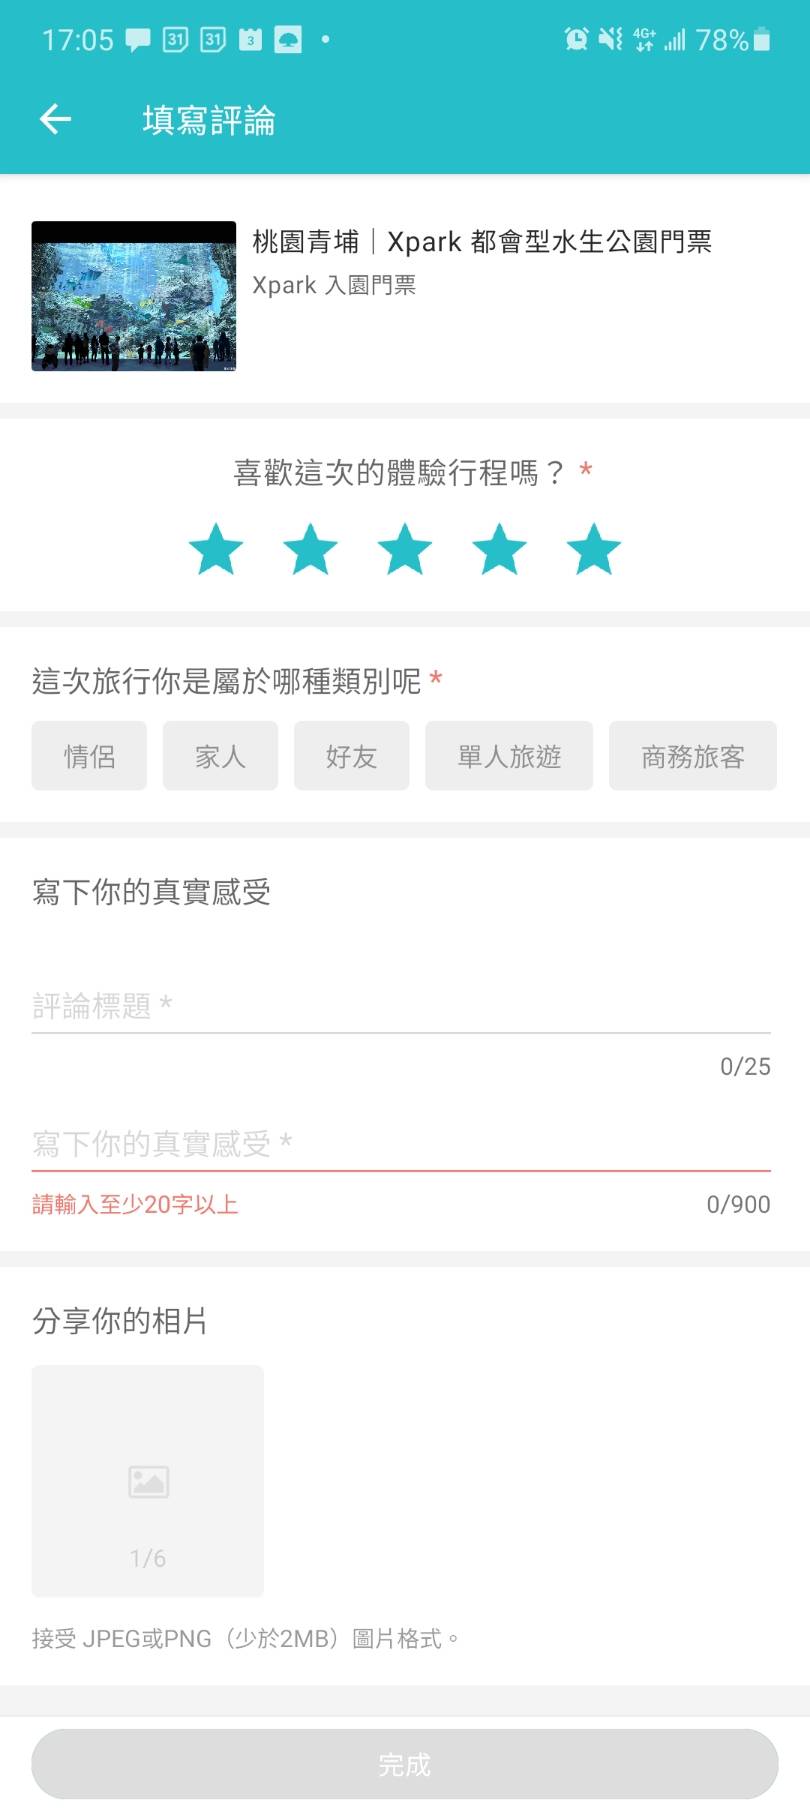 17:05 31 31 3 4G+ 78%
填寫評論
桃園青埔｜Xpark 都會型水生公園門票
Xpark 入園門票
喜歡這次的體驗行程嗎？ *
這次旅行你是屬於哪種類別呢 *
情侶 家人 好友 單人旅遊 商務旅客
寫下你的真實感受
評論標題 *
0/25
寫下你的真實感受 *
請輸入至少20字以上 0/900
分享你的相片
1/6
接受 JPEG或PNG（少於2MB）圖片格式。
完成